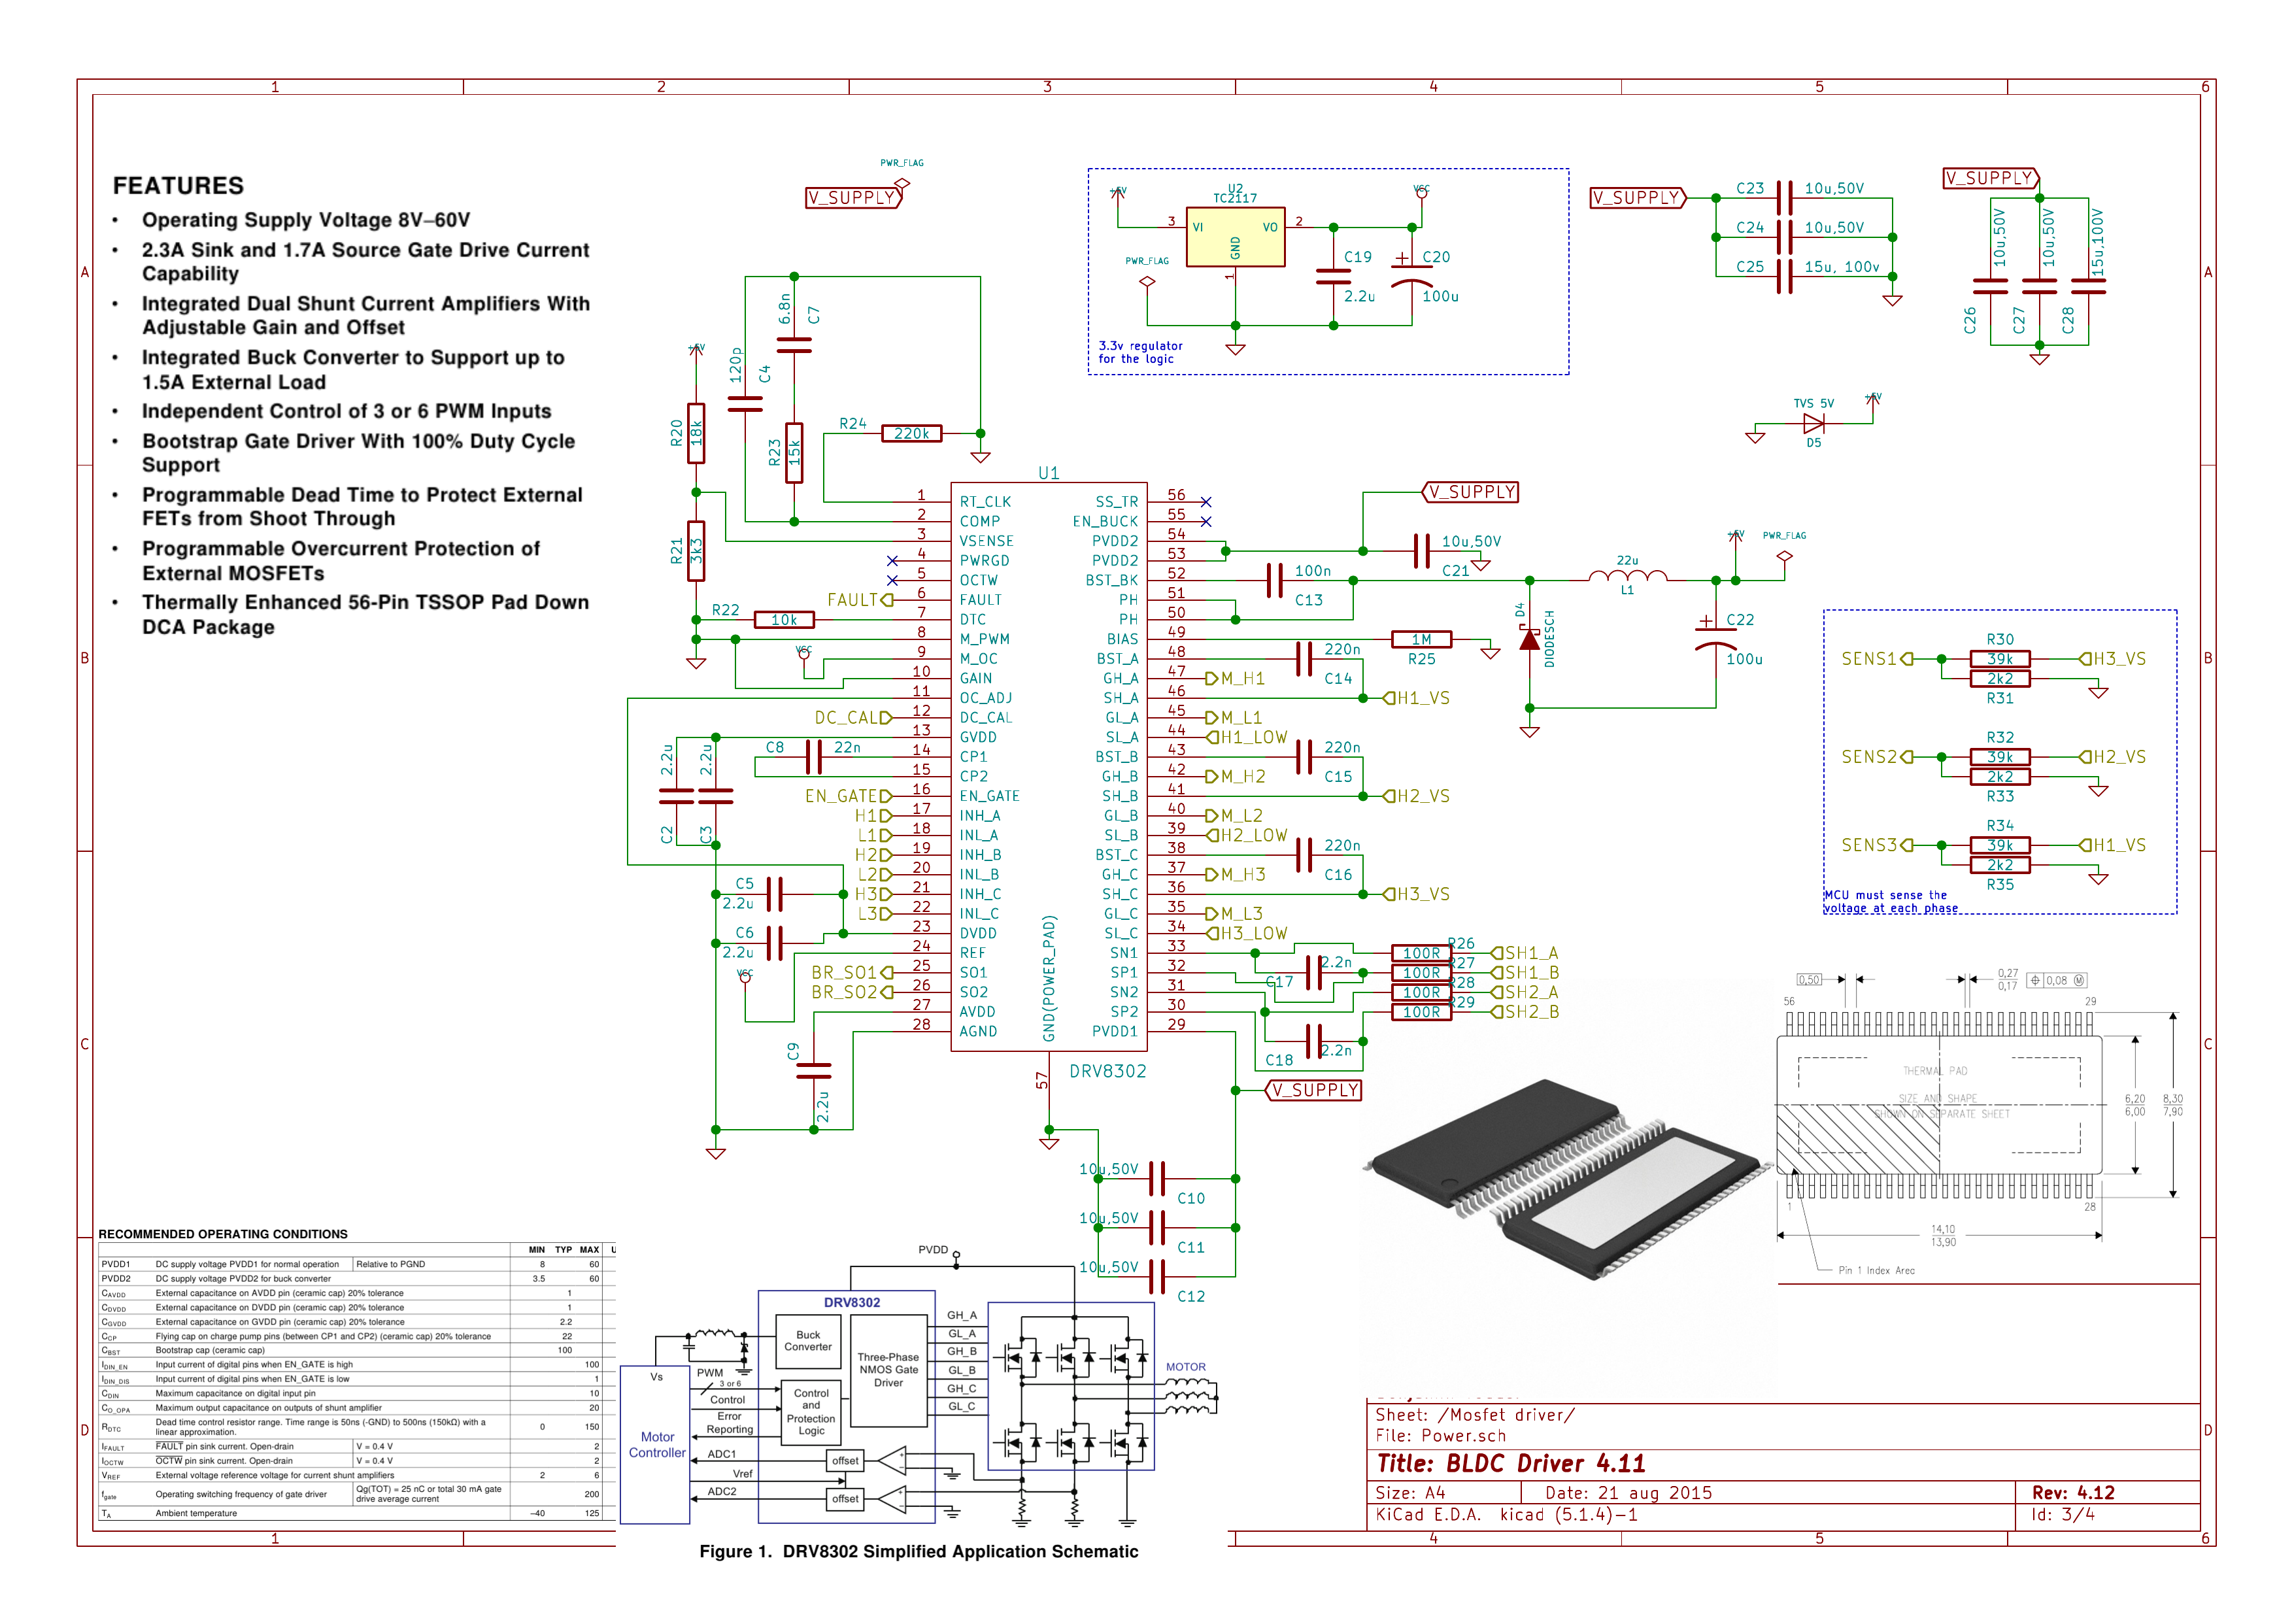 1 2 3 4 5 6
A
B
C
D
FEATURES
• Operating Supply Voltage 8V–60V
• 2.3A Sink and 1.7A Source Gate Drive Current
Capability
• Integrated Dual Shunt Current Amplifiers With
Adjustable Gain and Offset
• Integrated Buck Converter to Support up to
1.5A External Load
• Independent Control of 3 or 6 PWM Inputs
• Bootstrap Gate Driver With 100% Duty Cycle
Support
• Programmable Dead Time to Protect External
FETs from Shoot Through
• Programmable Overcurrent Protection of
External MOSFETs
• Thermally Enhanced 56-Pin TSSOP Pad Down
DCA Package
PWR_FLAG
V_SUPPLY
+5V
U2
TC2117
VCC
3 VI VO 2
GND
1
PWR_FLAG
C19
2.2u
C20
100u
3.3v regulator
for the logic
V_SUPPLY
C23 10u,50V
C24 10u,50V
C25 15u, 100v
V_SUPPLY
10u,50V
10u,50V
15u,100V
C26
C27
C28
TVS 5V
+5V
D5
6.8n
C7
120p
C4
+5V
R20
18k
R23
15k
R24
220k
R21
3k3
R22
10k
VCC
U1
1 RT_CLK
2 COMP
3 VSENSE
4 PWRGD
5 OCTW
FAULT 6 FAULT
7 DTC
8 M_PWM
9 M_OC
10 GAIN
11 OC_ADJ
DC_CAL 12 DC_CAL
13 GVDD
14 CP1
15 CP2
EN_GATE 16 EN_GATE
H1 17 INH_A
L1 18 INL_A
H2 19 INH_B
L2 20 INL_B
H3 21 INH_C
L3 22 INL_C
23 DVDD
24 REF
BR_SO1 25 SO1
BR_SO2 26 SO2
27 AVDD
28 AGND
GND(POWER_PAD)
57
DRV8302
SS_TR 56
EN_BUCK 55
PVDD2 54
PVDD2 53
BST_BK 52
PH 51
PH 50
BIAS 49
BST_A 48
GH_A 47 M_H1
SH_A 46 H1_VS
GL_A 45 M_L1
SL_A 44 H1_LOW
BST_B 43
GH_B 42 M_H2
SH_B 41 H2_VS
GL_B 40 M_L2
SL_B 39 H2_LOW
BST_C 38
GH_C 37 M_H3
SH_C 36 H3_VS
GL_C 35 M_L3
SL_C 34 H3_LOW
SN1 33
SP1 32
SN2 31
SP2 30
PVDD1 29
2.2u
2.2u
C2
C3
C8 22n
C5
2.2u
C6
2.2u
VCC
C9
2.2u
V_SUPPLY
10u,50V
C21
100n
C13
1M
R25
220n
C14
220n
C15
220n
C16
D4
DIODESCH
22u
L1
+5V
PWR_FLAG
C22
100u
2.2n
C17
C18
2.2n
100R R26 SH1_A
100R R27 SH1_B
100R R28 SH2_A
100R R29 SH2_B
V_SUPPLY
10u,50V
C10
10u,50V
C11
10u,50V
C12
R30
SENS1 39k H3_VS
2k2
R31
R32
SENS2 39k H2_VS
2k2
R33
R34
SENS3 39k H1_VS
2k2
R35
MCU must sense the
voltage at each phase
0,50
0,27
0,17
0,08 M
56 29
THERMAL PAD
SIZE AND SHAPE
SHOWN ON SEPARATE SHEET
6,20
6,00
8,30
7,90
1 28
14,10
13,90
Pin 1 Index Area
RECOMMENDED OPERATING CONDITIONS
MIN TYP MAX U
PVDD1 DC supply voltage PVDD1 for normal operation Relative to PGND 8 60
PVDD2 DC supply voltage PVDD2 for buck converter 3.5 60
CAVDD External capacitance on AVDD pin (ceramic cap) 20% tolerance 1
CDVDD External capacitance on DVDD pin (ceramic cap) 20% tolerance 1
CGVDD External capacitance on GVDD pin (ceramic cap) 20% tolerance 2.2
CCP Flying cap on charge pump pins (between CP1 and CP2) (ceramic cap) 20% tolerance 22
CBST Bootstrap cap (ceramic cap) 100
IDIN_EN Input current of digital pins when EN_GATE is high 100
IDIN_DIS Input current of digital pins when EN_GATE is low 1
CDIN Maximum capacitance on digital input pin 10
CO_OPA Maximum output capacitance on outputs of shunt amplifier 20
RDTC Dead time control resistor range. Time range is 50ns (-GND) to 500ns (150kΩ) with a
linear approximation. 0 150
IFAULT FAULT pin sink current. Open-drain V = 0.4 V 2
IOCTW OCTW pin sink current. Open-drain V = 0.4 V 2
VREF External voltage reference voltage for current shunt amplifiers 2 6
fgate Operating switching frequency of gate driver Qg(TOT) = 25 nC or total 30 mA gate
drive average current 200
TA Ambient temperature –40 125
PVDD
DRV8302
Buck
Converter
Three-Phase
NMOS Gate
Driver
Control
and
Protection
Logic
Vs
PWM
3 or 6
Control
Error
Reporting
Motor
Controller
ADC1
Vref
ADC2
offset
offset
GH_A
GL_A
GH_B
GL_B
GH_C
GL_C
MOTOR
Figure 1. DRV8302 Simplified Application Schematic
Sheet: /Mosfet driver/
File: Power.sch
Title: BLDC Driver 4.11
Size: A4 Date: 21 aug 2015 Rev: 4.12
KiCad E.D.A. kicad (5.1.4)-1 Id: 3/4
1 4 5 6
A
B
C
D